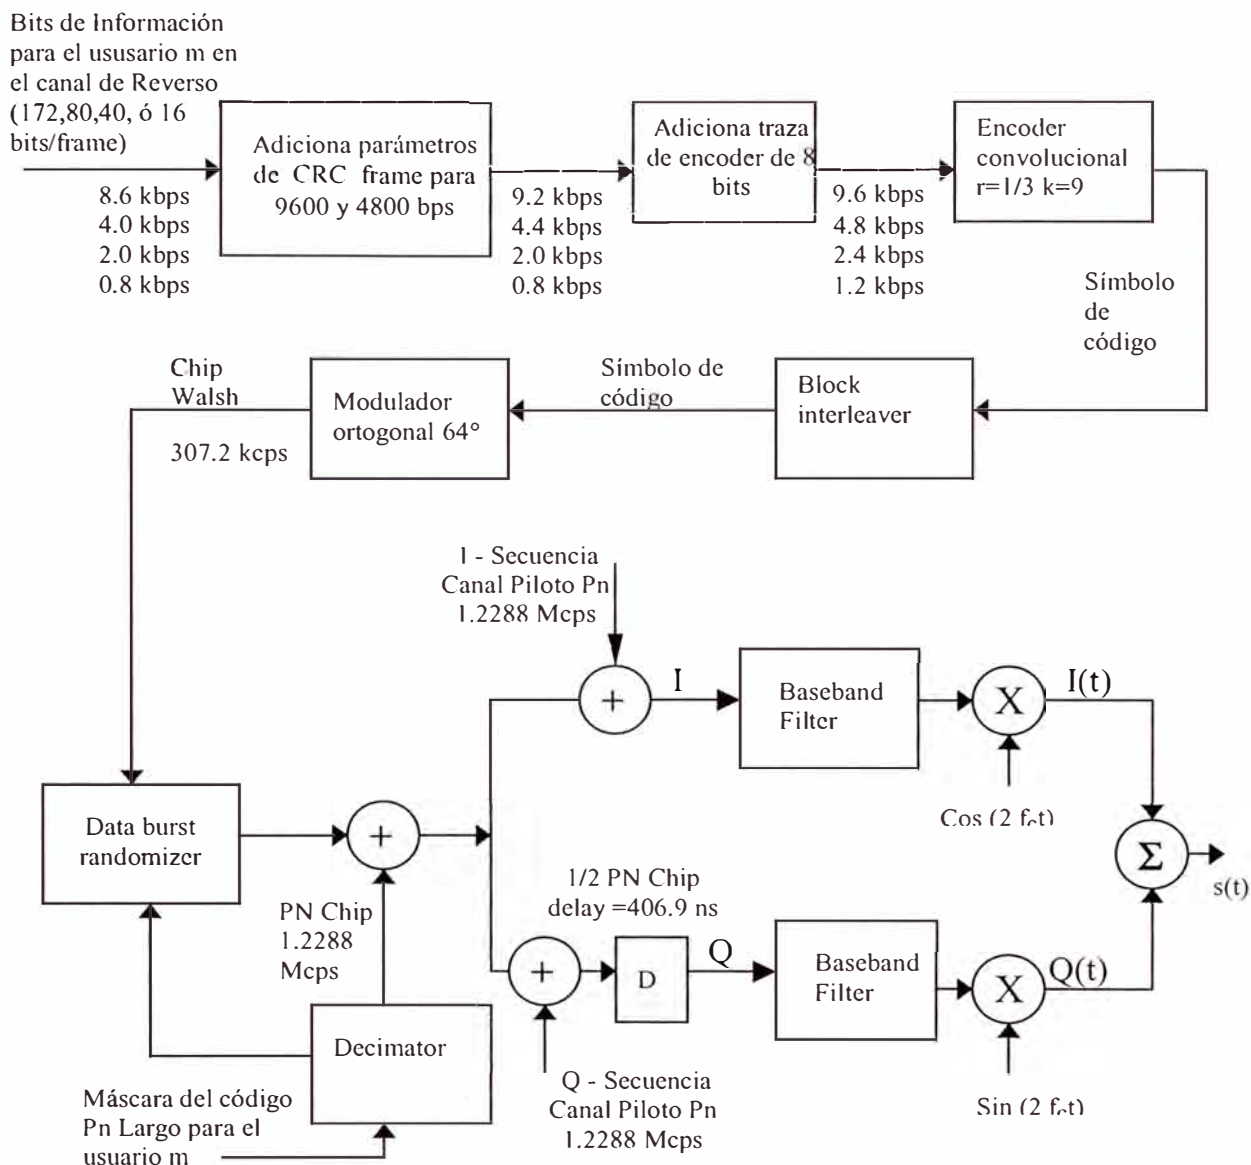 Bits de Información
para el ususario m en
el canal de Reverso
(172,80,40, ó 16
bits/frame)
8.6 kbps
4.0 kbps
2.0 kbps
0.8 kbps
Adiciona parámetros
de CRC frame para
9600 y 4800 bps
9.2 kbps
4.4 kbps
2.0 kbps
0.8 kbps
Adiciona traza
de encoder de 8
bits
9.6 kbps
4.8 kbps
2.4 kbps
1.2 kbps
Encoder
convolucional
r=1/3 k=9
Símbolo
de
código
Block
interleaver
Símbolo de
código
Modulador
ortogonal 64°
Chip
Walsh
307.2 kcps
I - Secuencia
Canal Piloto Pn
1.2288 Mcps
+
I
Baseband
Filter
X
I(t)
Cos (2 fct)
Data burst
randomizer
+
Σ
s(t)
PN Chip
1.2288
Mcps
1/2 PN Chip
delay =406.9 ns
+
D
Q
Baseband
Filter
X
Q(t)
Sin (2 fct)
Decimator
Q - Secuencia
Canal Piloto Pn
1.2288 Mcps
Máscara del código
Pn Largo para el
usuario m